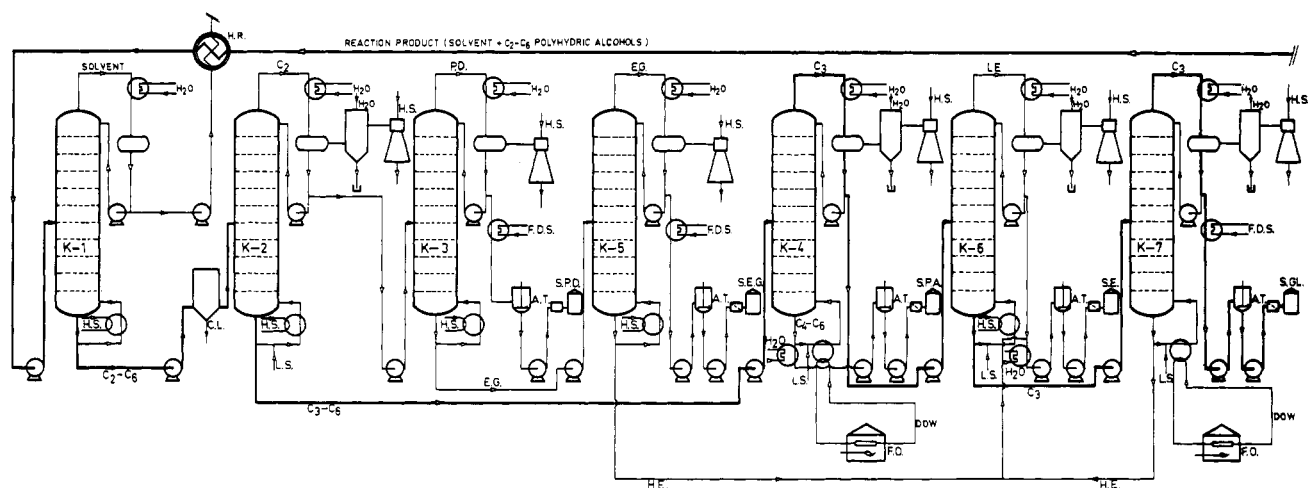 H.R.
REACTION PRODUCT (SOLVENT + C2-C6 POLYHYDRIC ALCOHOLS)
SOLVENT
C2
P.D.
E.G.
C3
L.E.
C3
H2O
H2O
H2O
H2O
H2O
H2O
H2O
H2O
H2O
H2O
H2O
H.S.
H.S.
H.S.
H.S.
H.S.
H.S.
K-1
K-2
K-3
K-5
K-4
K-6
K-7
F.D.S.
F.D.S.
F.D.S.
S.P.D.
S.E.G.
S.P.A.
S.E.
S.GL.
A.T.
A.T.
A.T.
A.T.
A.T.
H.S.
C.L.
H.S.
H.S.
H.S.
C4-C6
H.S.
H2O
H2O
L.S.
L.S.
L.S.
L.S.
C2-C6
E.G.
C3-C6
C3
DOW
DOW
F.O.
F.O.
H.E.
H.E.